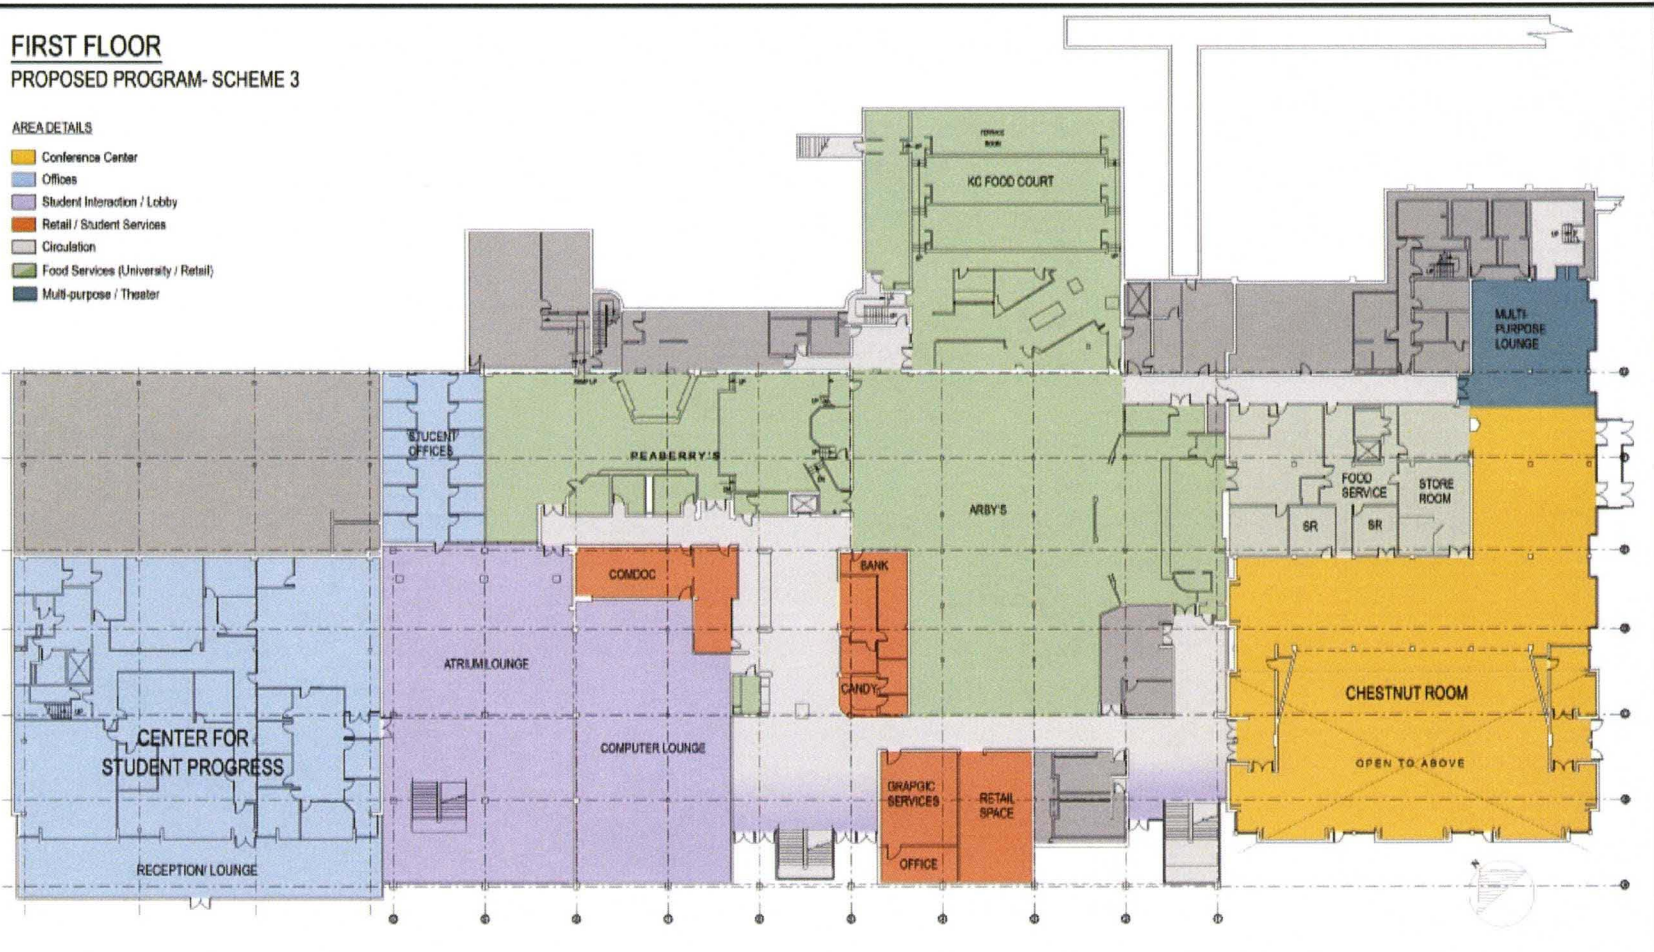 FIRST FLOOR
PROPOSED PROGRAM- SCHEME 3
AREA DETAILS
Conference Center
Offices
Student Interaction / Lobby
Retail / Student Services
Circulation
Food Services (University / Retail)
Multi-purpose / Theater
TERRACE
ROOM
KC FOOD COURT
MULTI-
PURPOSE
LOUNGE
STUCENT
OFFICES
PEABERRY'S
ARBY'S
FOOD
SERVICE
STORE
ROOM
SR
SR
COMDOC
BANK
CANDY
ATRIUM LOUNGE
COMPUTER LOUNGE
CHESTNUT ROOM
OPEN TO ABOVE
CENTER FOR
STUDENT PROGRESS
GRAPGIC
SERVICES
RETAIL
SPACE
OFFICE
RECEPTION/ LOUNGE